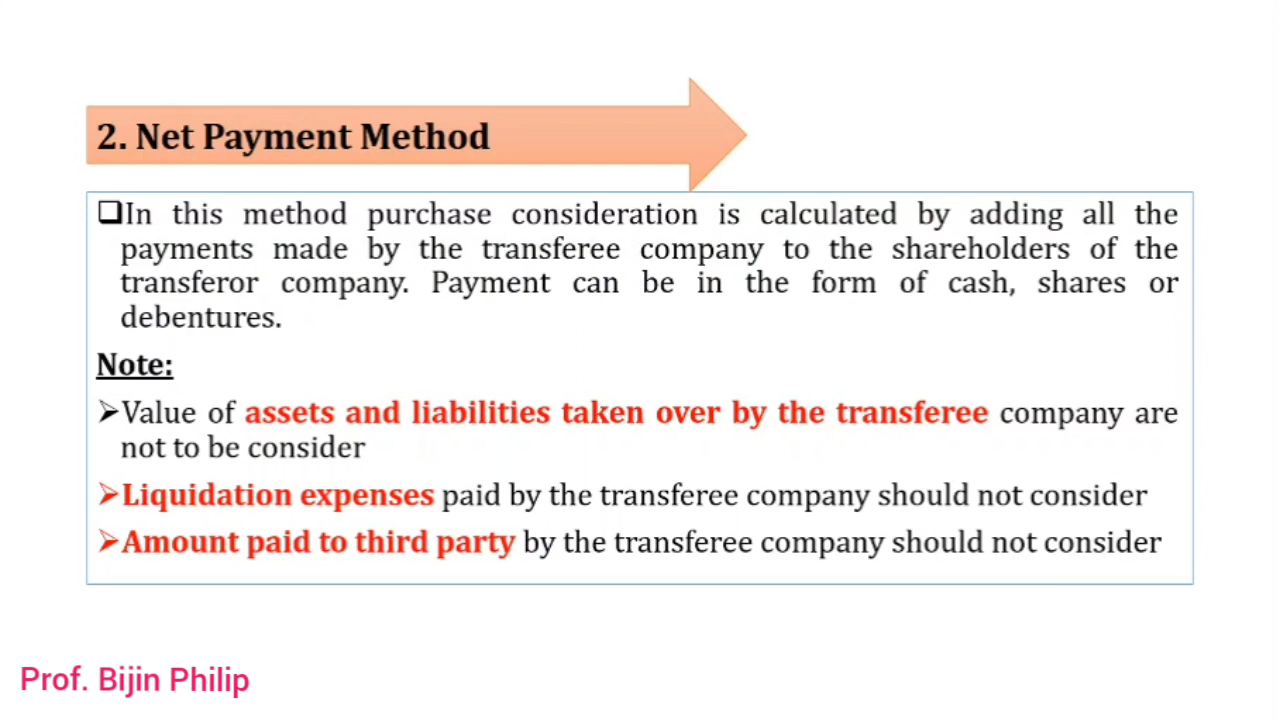 2. Net Payment Method
❑In this method purchase consideration is calculated by adding all the
payments made by the transferee company to the shareholders of the
transferor company. Payment can be in the form of cash, shares or
debentures.
Note:
➢Value of assets and liabilities taken over by the transferee company are
not to be consider
➢Liquidation expenses paid by the transferee company should not consider
➢Amount paid to third party by the transferee company should not consider
Prof. Bijin Philip